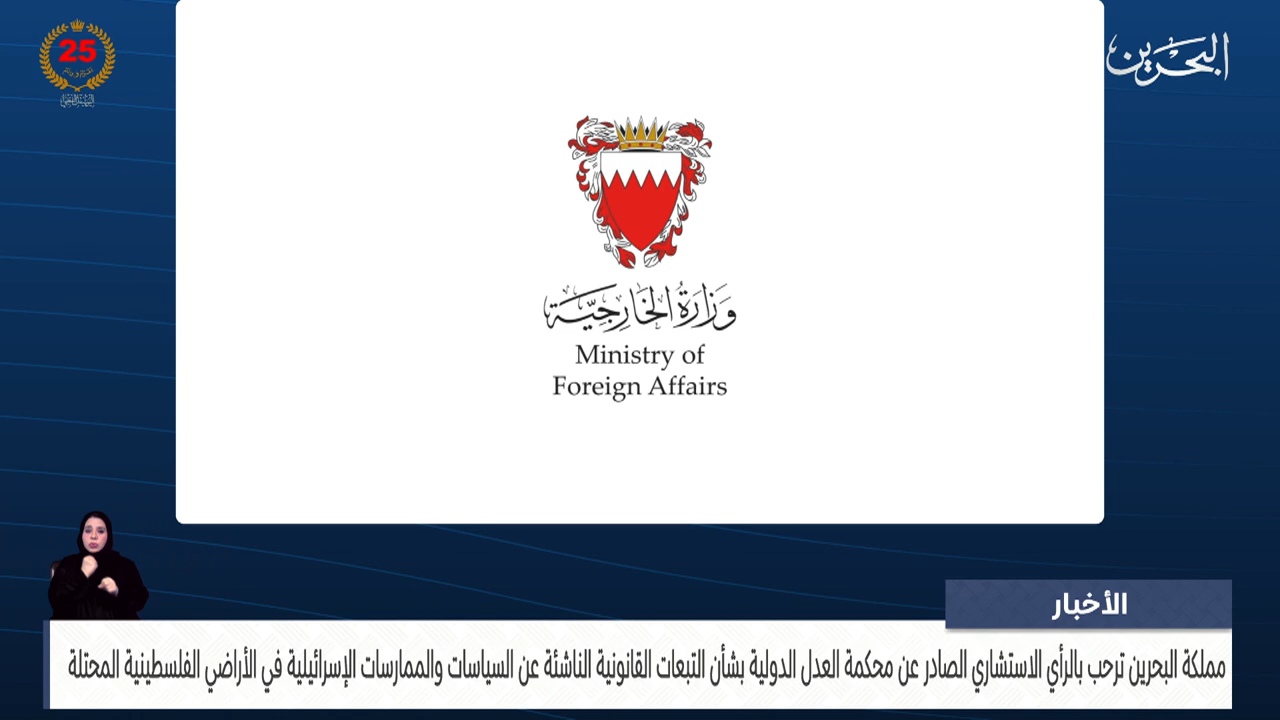 25
البحرين
وزارة الخارجية
Ministry of
Foreign Affairs
الأخبار
مملكة البحرين ترحب بالرأي الاستشاري الصادر عن محكمة العدل الدولية بشأن التبعات القانونية الناشئة عن السياسات والممارسات الإسرائيلية في الأراضي الفلسطينية المحتلة